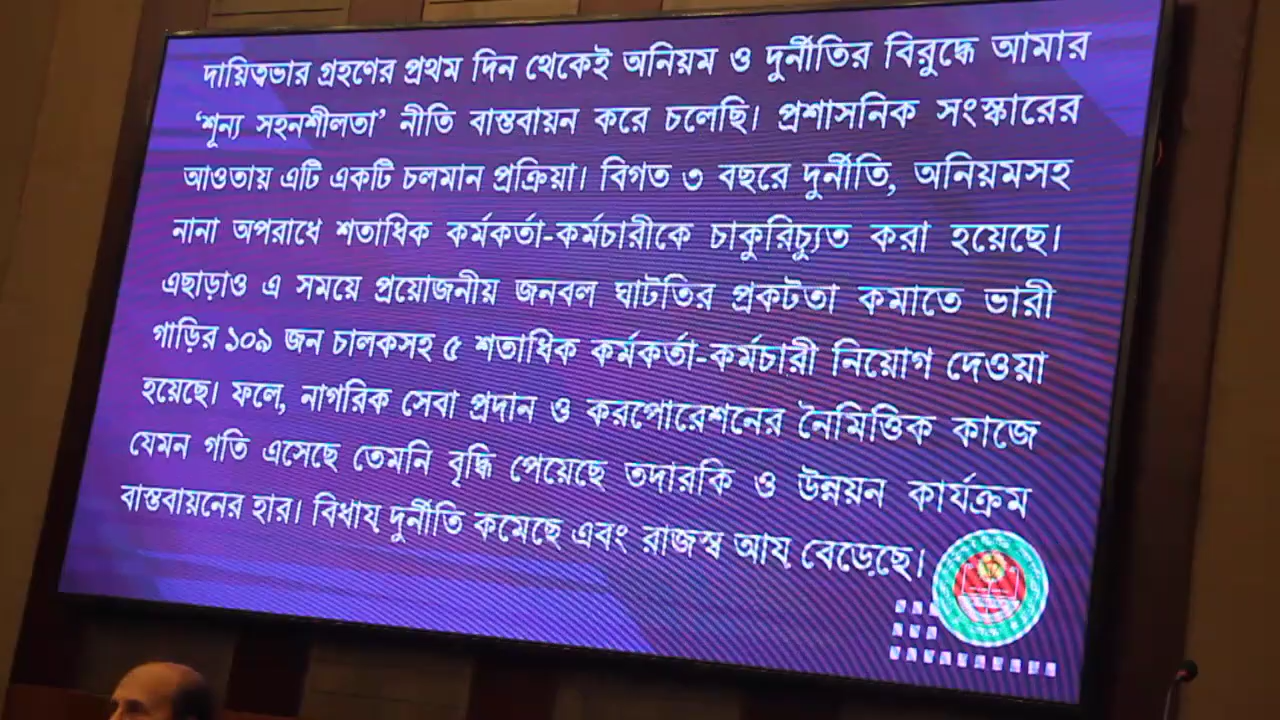 দায়িত্বভার গ্রহণের প্রথম দিন থেকেই অনিয়ম ও দুর্নীতির বিরুদ্ধে আমার
‘শূন্য সহনশীলতা’ নীতি বাস্তবায়ন করে চলেছি। প্রশাসনিক সংস্কারের
আওতায় এটি একটি চলমান প্রক্রিয়া। বিগত ৩ বছরে দুর্নীতি, অনিয়মসহ
নানা অপরাধে শতাধিক কর্মকর্তা-কর্মচারীকে চাকুরিচ্যুত করা হয়েছে।
এছাড়াও এ সময়ে প্রয়োজনীয় জনবল ঘাটতির প্রকটতা কমাতে ভারী
গাড়ির ১০৯ জন চালকসহ ৫ শতাধিক কর্মকর্তা-কর্মচারী নিয়োগ দেওয়া
হয়েছে। ফলে, নাগরিক সেবা প্রদান ও করপোরেশনের নৈমিত্তিক কাজে
যেমন গতি এসেছে তেমনি বৃদ্ধি পেয়েছে তদারকি ও উন্নয়ন কার্যক্রম
বাস্তবায়নের হার। বিধায় দুর্নীতি কমেছে এবং রাজস্ব আয় বেড়েছে।